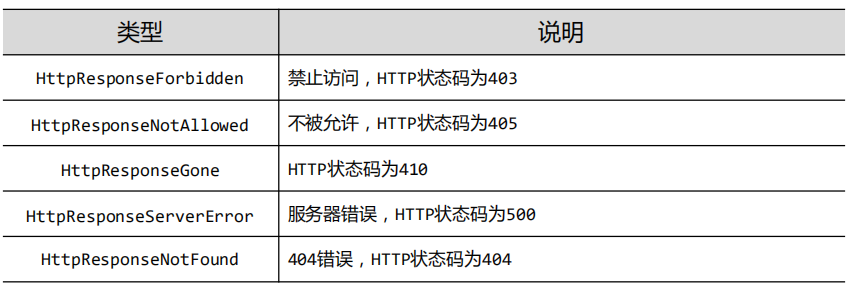 类型 说明
HttpResponseForbidden 禁止访问，HTTP状态码为403
HttpResponseNotAllowed 不被允许，HTTP状态码为405
HttpResponseGone HTTP状态码为410
HttpResponseServerError 服务器错误，HTTP状态码为500
HttpResponseNotFound 404错误，HTTP状态码为404